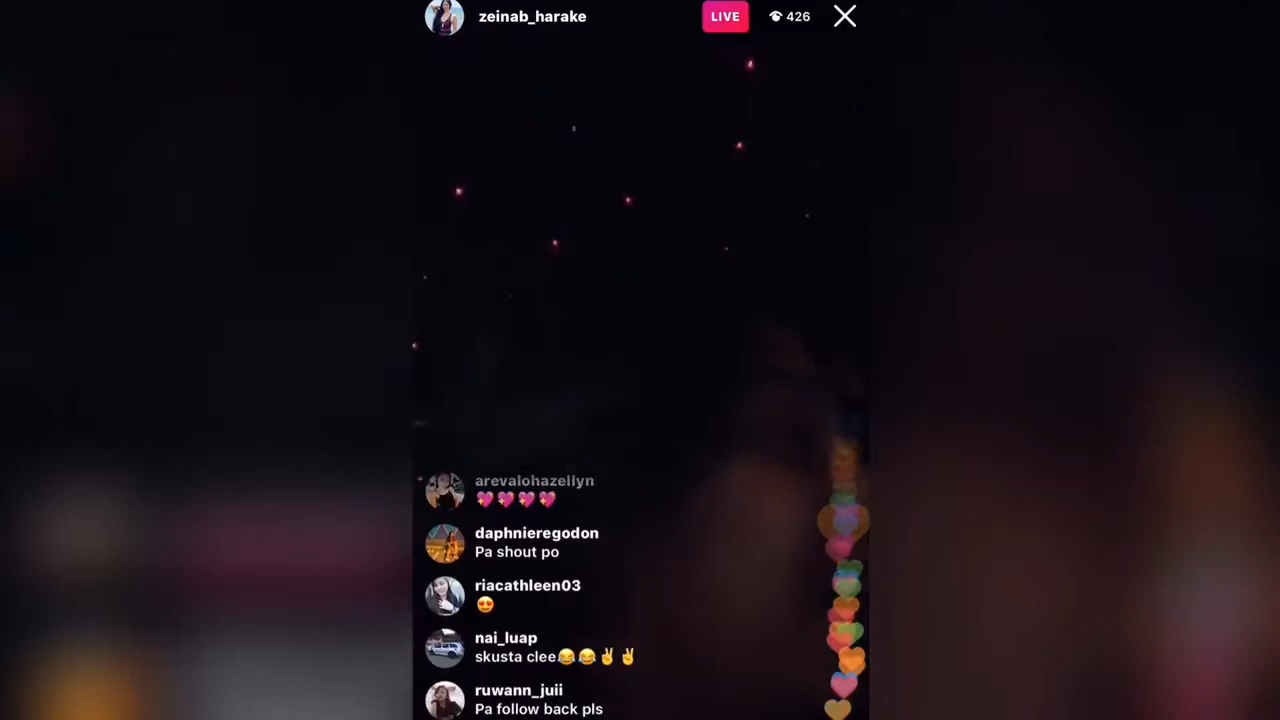 zeinab_harake LIVE 426
arevalohazellyn
💖💖💖💖
daphnieregodon
Pa shout po
riacathleen03
😍
nai_luap
skusta clee😂😂✌✌
ruwann_juii
Pa follow back pls